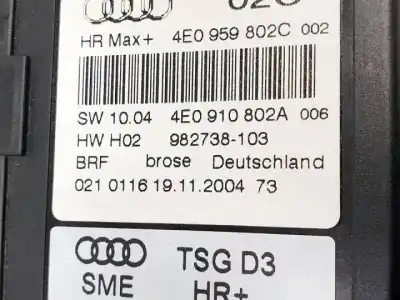 02C
HR Max+ 4E0 959 802C 002
SW 10.04 4E0 910 802A 006
HW H02 982738-103
BRF brose Deutschland
021 0116 19.11.2004 73
TSG D3
SME HR+